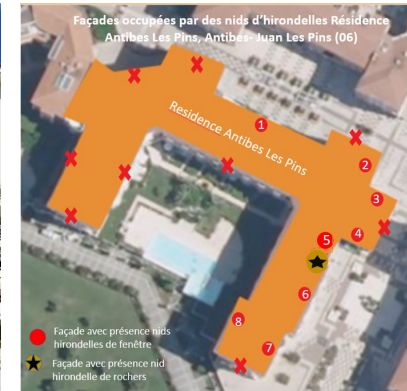 Façades occupées par des nids d'hirondelles Résidence
Antibes Les Pins, Antibes- Juan Les Pins (06)
Residence Antibes Les Pins
1
2
3
4
5
6
7
8
Façade avec présence nids
hirondelles de fenêtre
Façade avec présence nid
hirondelle de rochers